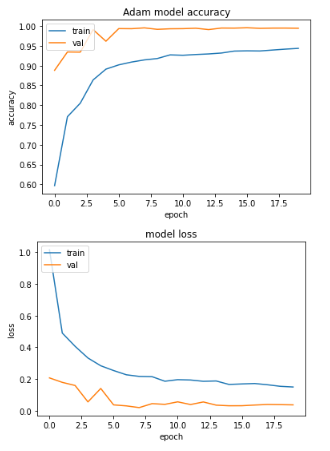 Adam model accuracy
1.00
0.95
0.90
0.85
0.80
0.75
0.70
0.65
0.60
accuracy
train
val
0.0 2.5 5.0 7.5 10.0 12.5 15.0 17.5
epoch
model loss
1.0
0.8
0.6
0.4
0.2
0.0
loss
train
val
0.0 2.5 5.0 7.5 10.0 12.5 15.0 17.5
epoch